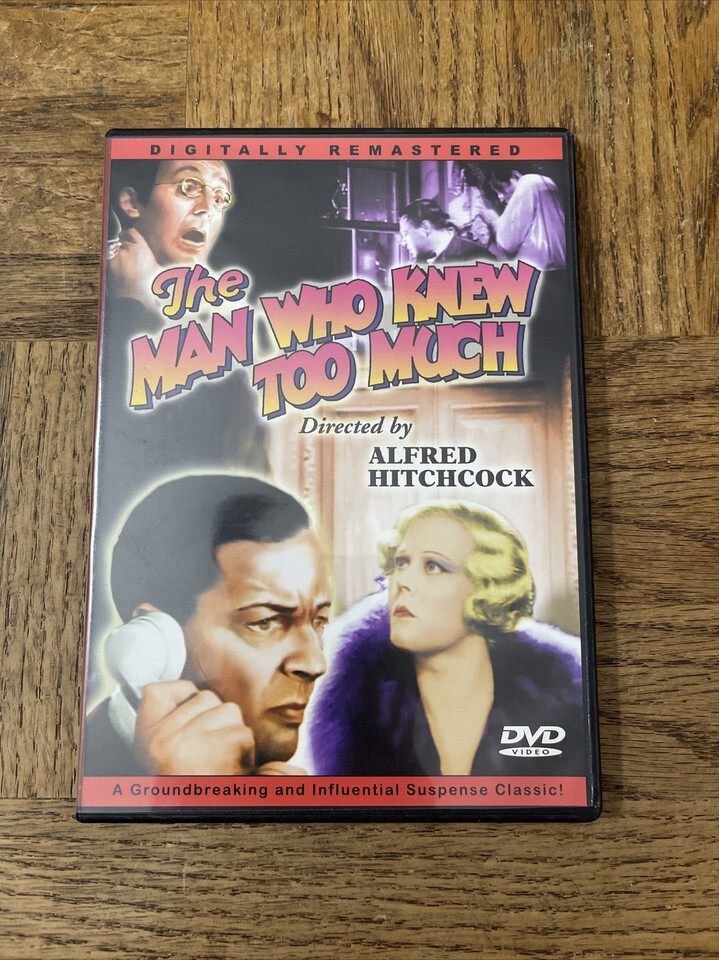 DIGITALLY REMASTERED
The
MAN WHO KNEW
TOO MUCH
Directed by
ALFRED
HITCHCOCK
DVD
VIDEO
A Groundbreaking and Influential Suspense Classic!